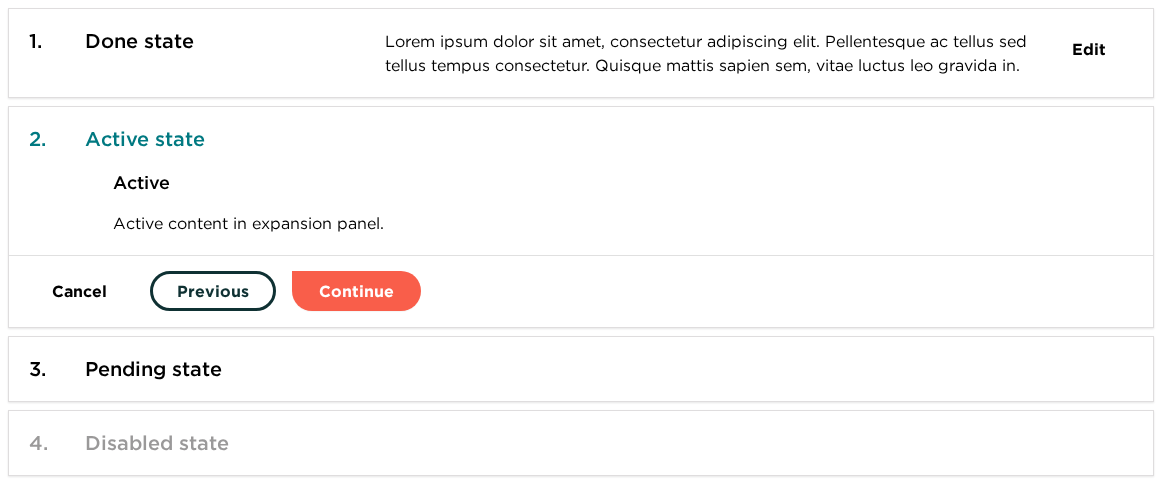 1. Done state
Lorem ipsum dolor sit amet, consectetur adipiscing elit. Pellentesque ac tellus sed
tellus tempus consectetur. Quisque mattis sapien sem, vitae luctus leo gravida in.
Edit
2. Active state
Active
Active content in expansion panel.
Cancel Previous Continue
3. Pending state
4. Disabled state